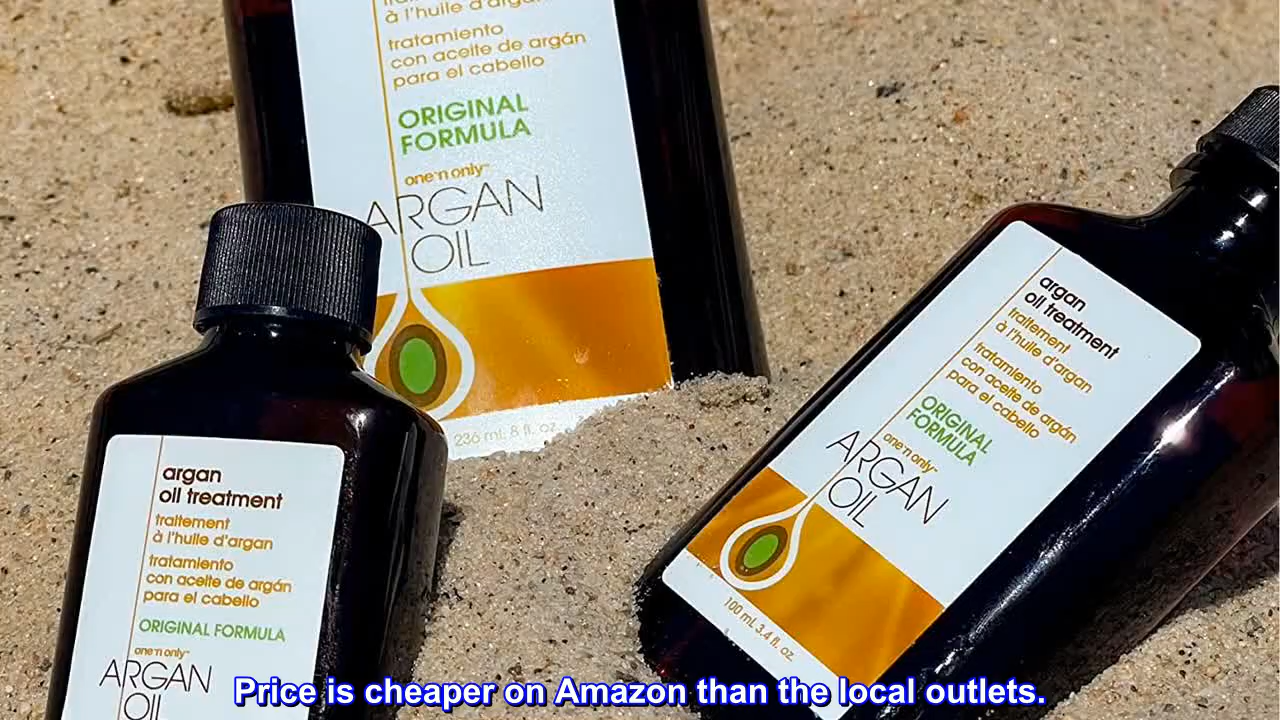 à l'huile d'argan
tratamiento
con aceite de argán
para el cabello
ORIGINAL
FORMULA
one 'n only™
ARGAN
OIL
236 mL 8 fl. oz.
argan
oil treatment
traitement
à l'huile d'argan
tratamiento
con aceite de argán
para el cabello
ORIGINAL FORMULA
one 'n only™
ARGAN
OIL
argan
oil treatment
traitement
à l'huile d'argan
tratamiento
con aceite de argán
para el cabello
ORIGINAL
FORMULA
one 'n only™
ARGAN
OIL
100 mL 3.4 fl. oz.
Price is cheaper on Amazon than the local outlets.